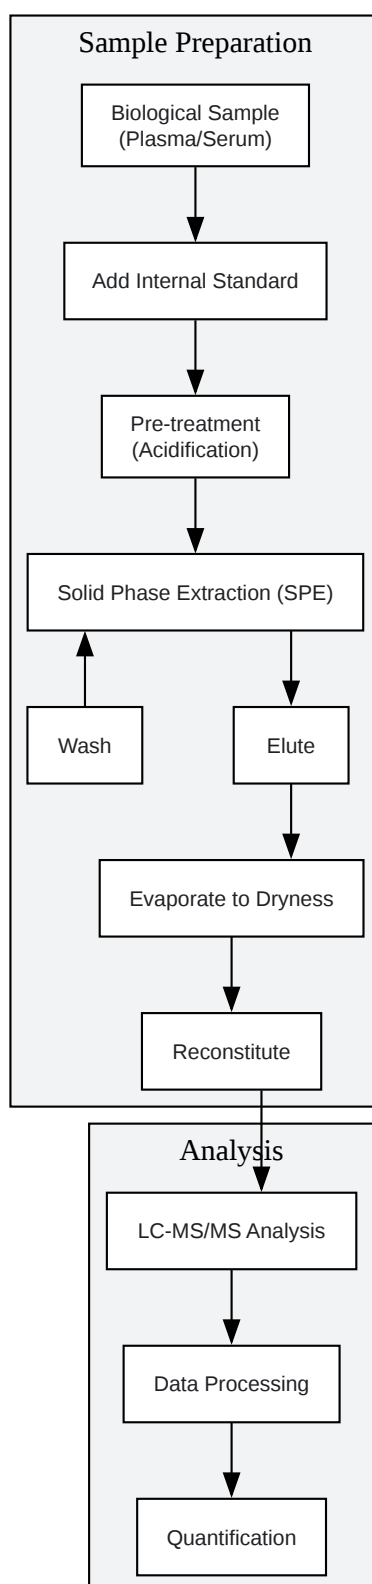 Sample Preparation
Biological Sample
(Plasma/Serum)
Add Internal Standard
Pre-treatment
(Acidification)
Solid Phase Extraction (SPE)
Wash
Elute
Evaporate to Dryness
Reconstitute
Analysis
LC-MS/MS Analysis
Data Processing
Quantification